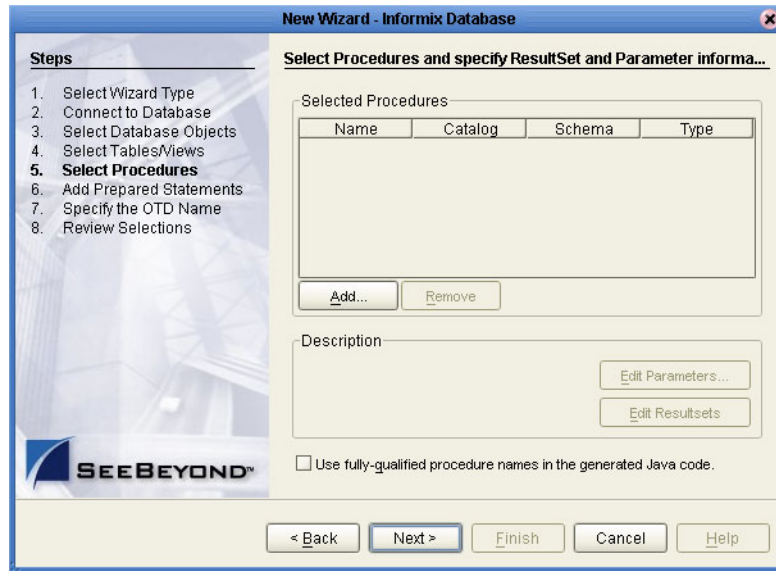 New Wizard - Informix Database
Steps
1. Select Wizard Type
2. Connect to Database
3. Select Database Objects
4. Select Tables/Views
5. Select Procedures
6. Add Prepared Statements
7. Specify the OTD Name
8. Review Selections
SEEBEYOND™
Select Procedures and specify ResultSet and Parameter informa...
Selected Procedures
Name Catalog Schema Type
Add... Remove
Description
Edit Parameters...
Edit Resultsets
Use fully-qualified procedure names in the generated Java code.
< Back Next > Finish Cancel Help